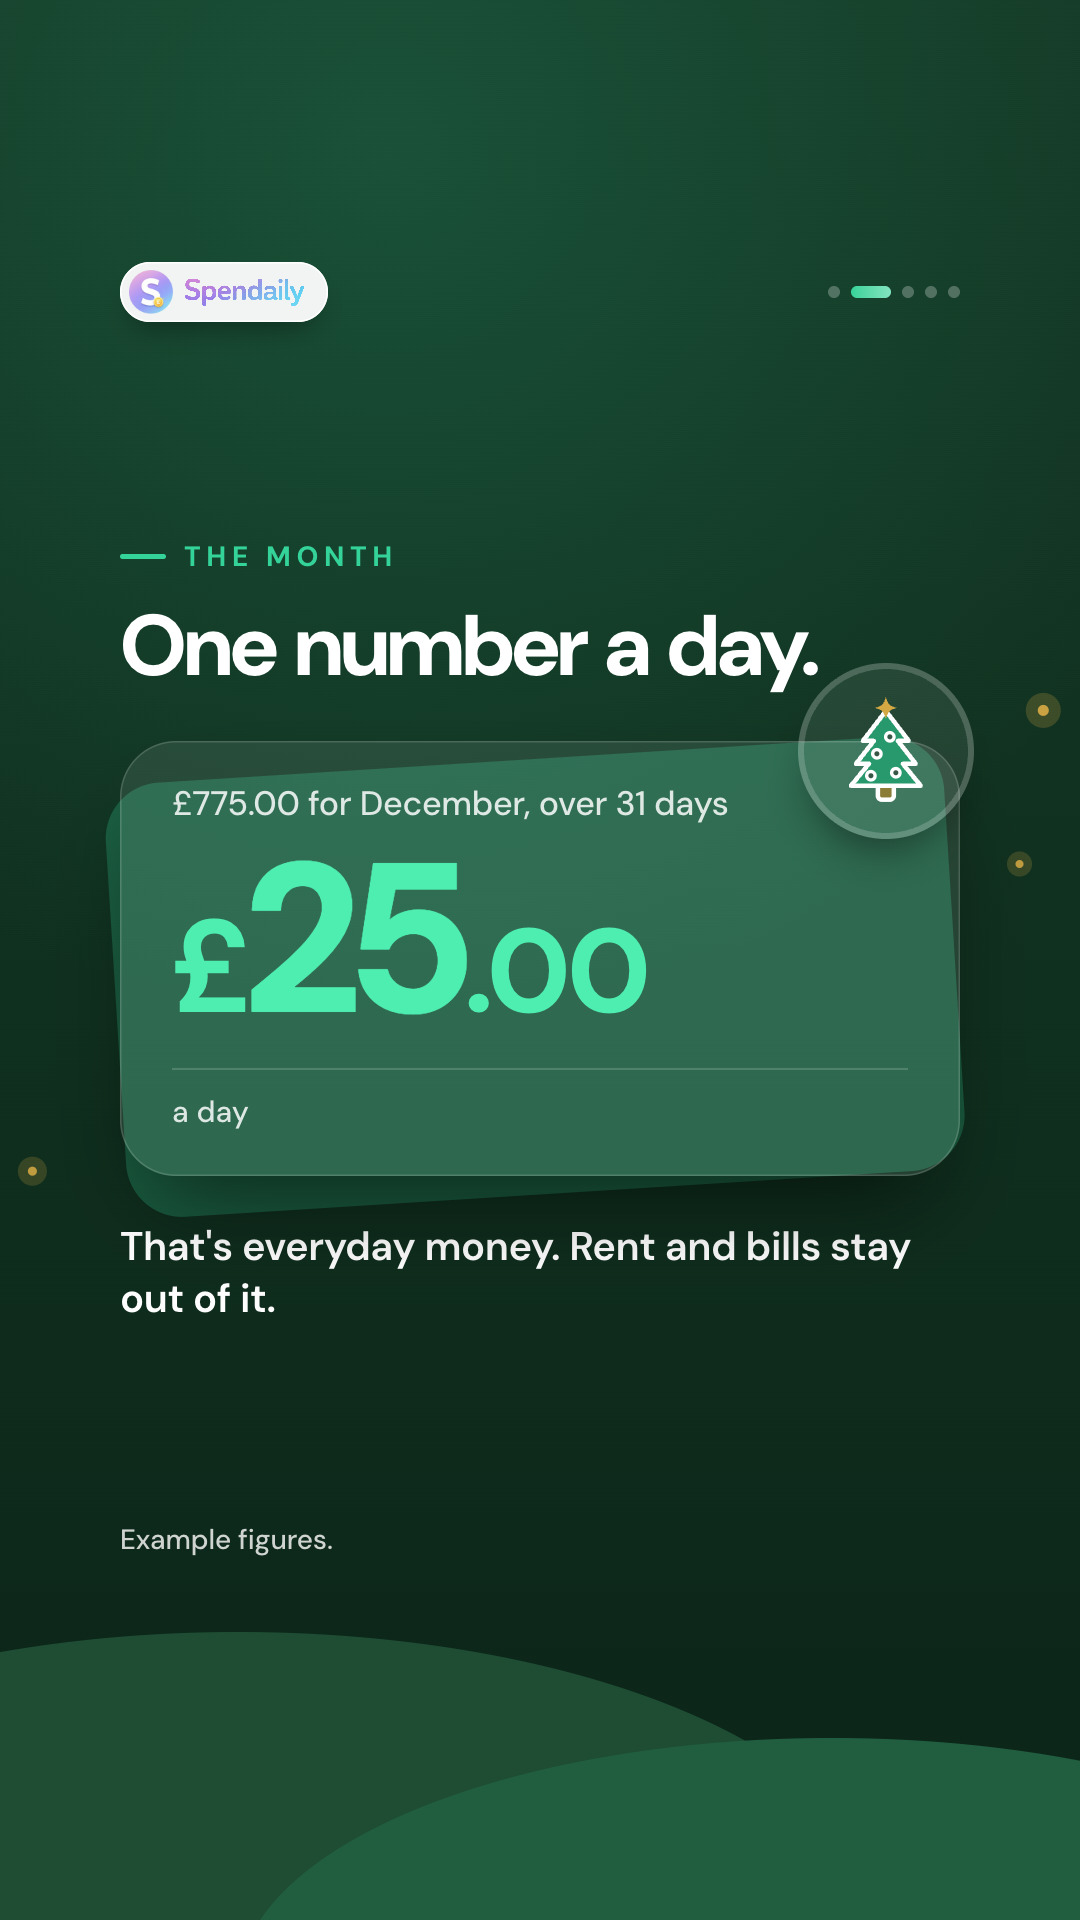 Spendaily
THE MONTH
One number a day.
£775.00 for December, over 31 days
£25.00
a day
That's everyday money. Rent and bills stay
out of it.
Example figures.